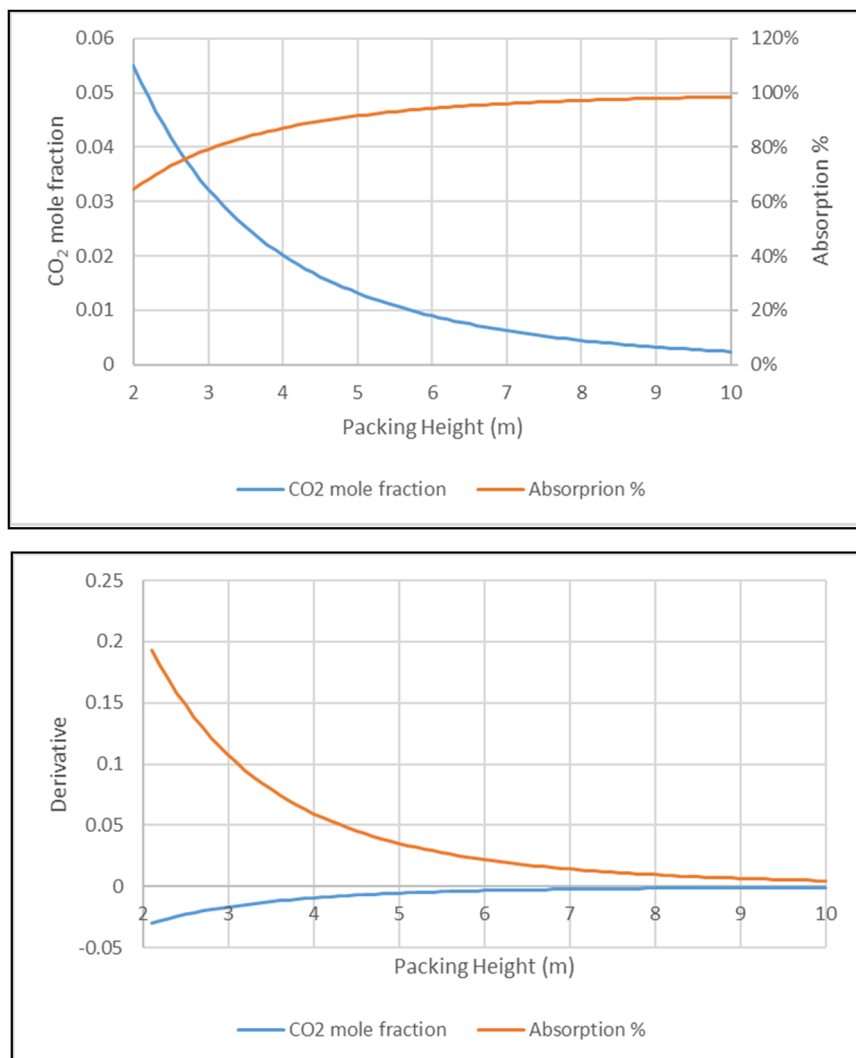 0.06 120%
0.05 100%
0.04 80%
0.03 60%
0.02 40%
0.01 20%
0 0%
CO₂ mole fraction
Absorption %
2 3 4 5 6 7 8 9 10
Packing Height (m)
CO2 mole fraction Absorprion %
0.25
0.2
0.15
0.1
0.05
0
-0.05
Derivative
2 3 4 5 6 7 8 9 10
Packing Height (m)
CO2 mole fraction Absorption %